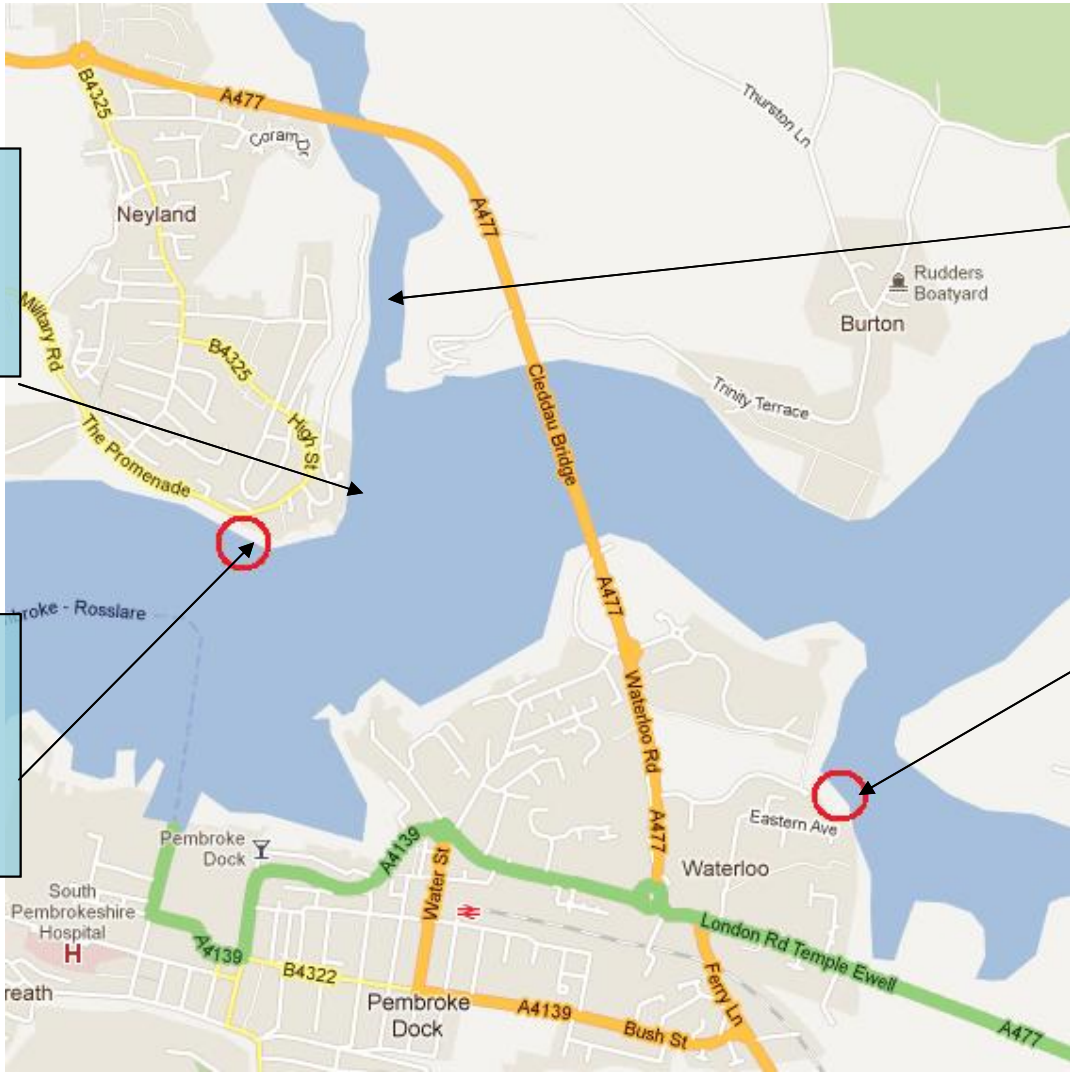 B4325
A477
Coram Dr
Thurston Ln
Neyland
A477
Rudders
Boatyard
Burton
Military Rd
B4325
High St
The Promenade
Cleddau Bridge
Trinity Terrace
broke - Rosslare
A477
Waterloo Rd
A477
Eastern Ave
Pembroke
Dock
A4139
Water St
Waterloo
South
Pembrokeshire
Hospital
H
A4139
London Rd Temple Ewell
B4322
Ferry Ln
reath
Pembroke
Dock
A4139
Bush St
A477